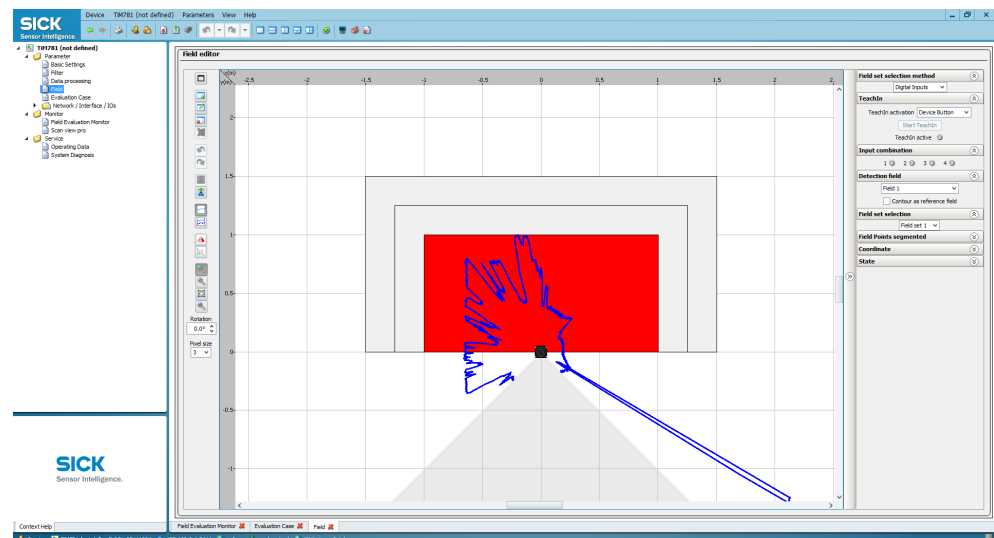 SICK
Sensor Intelligence.
Device TiM781 (not defined) Parameters View Help
TiM781 (not defined)
Parameter
Basic Settings
Filter
Data processing
Field
Evaluation Case
Network / Interface / IOs
Monitor
Field Evaluation Monitor
Scan view pro
Service
Operating Data
System Diagnosis
SICK
Sensor Intelligence.
Context Help
Field editor
x(m)
y(m) -2.5 -2 -1.5 -1 -0.5 0 0.5 1 1.5 2 2.
2
1.5
1
0.5
0
-0.5
-1
Rotation
0.0°
Pixel size
3
Field set selection method
Digital Inputs
TeachIn
TeachIn activation Device Button
Start TeachIn
TeachIn active
Input combination
1 2 3 4
Detection field
Field 1
Contour as reference field
Field set selection
Field set 1
Field Points segmented
Coordinate
State
Field Evaluation Monitor Evaluation Case Field